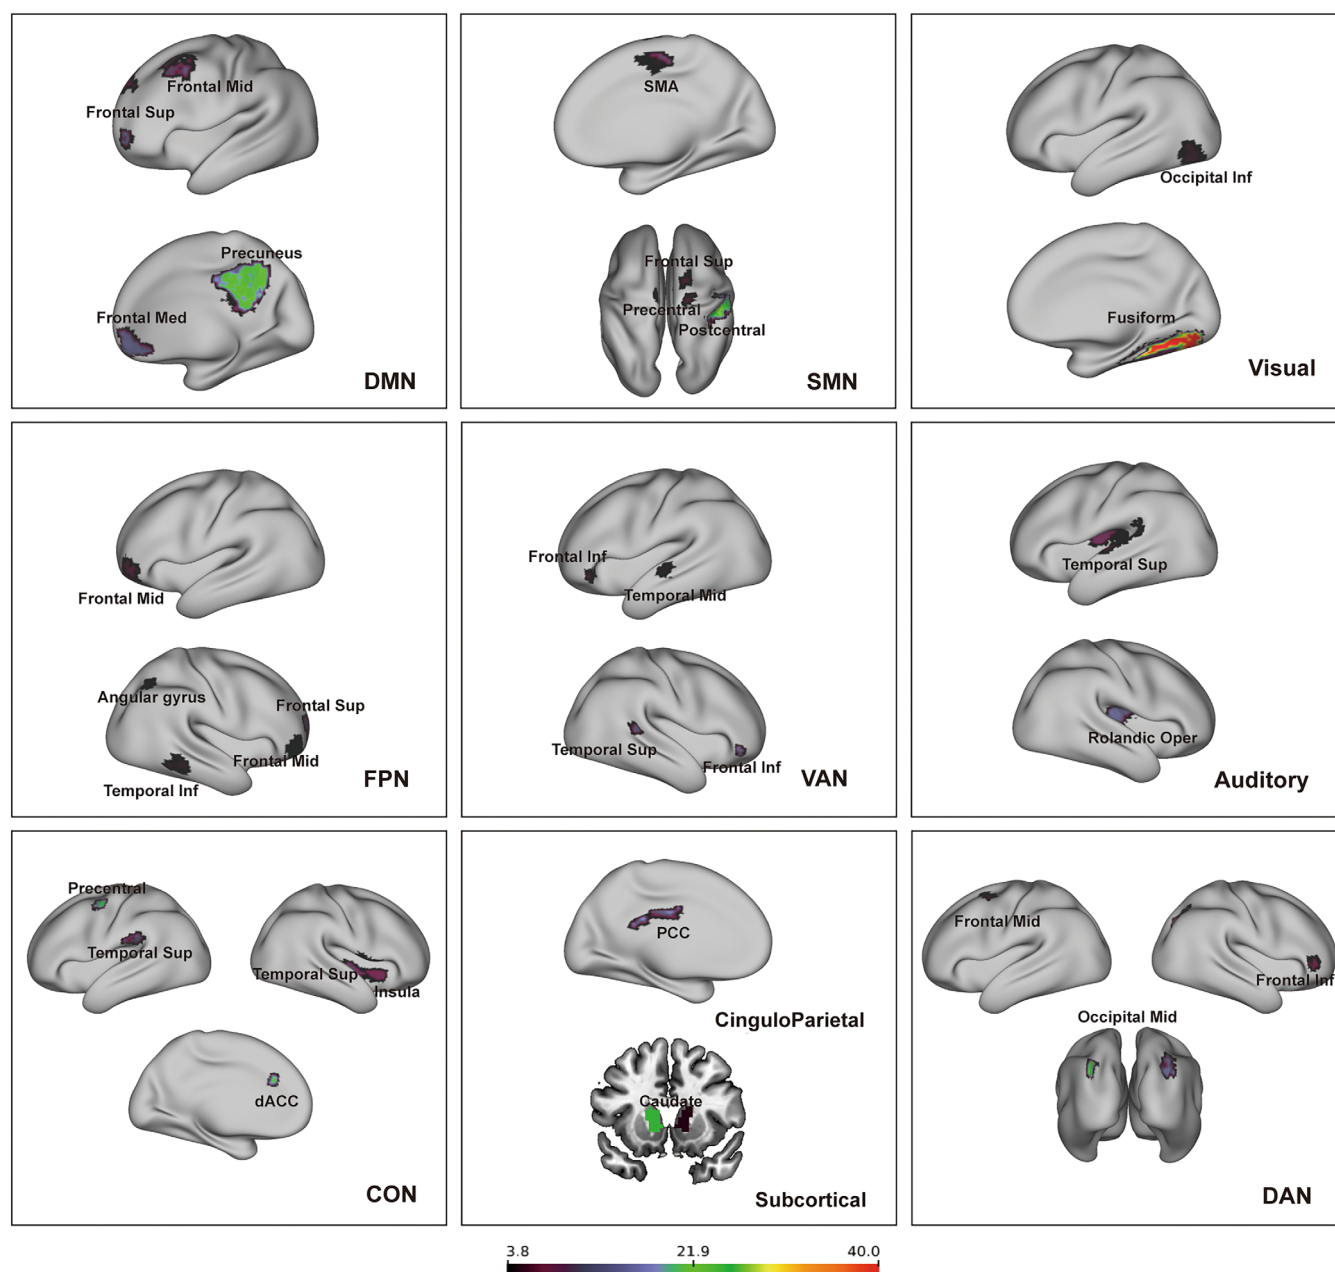 Frontal Mid
Frontal Sup
Precuneus
Frontal Med
DMN
SMA
Frontal Sup
Precentral
Postcentral
SMN
Occipital Inf
Fusiform
Visual
Frontal Mid
Angular gyrus
Frontal Sup
Frontal Mid
Temporal Inf
FPN
Frontal Inf
Temporal Mid
Temporal Sup
Frontal Inf
VAN
Temporal Sup
Rolandic Oper
Auditory
Precentral
Temporal Sup
Temporal Sup
Insula
dACC
CON
PCC
CinguloParietal
Caudate
Subcortical
Frontal Mid
Frontal Inf
Occipital Mid
DAN
3.8 21.9 40.0